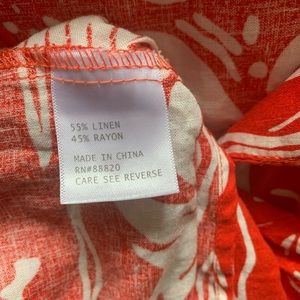 55% LINEN
45% RAYON
MADE IN CHINA
RN#88820
CARE SEE REVERSE